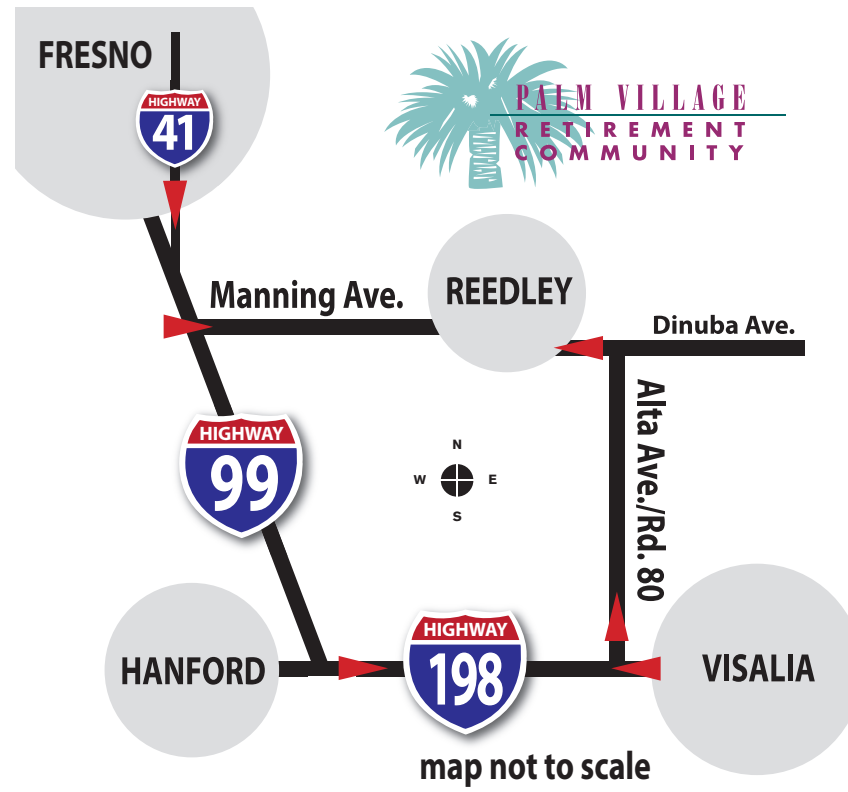 FRESNO
HIGHWAY
41
PALM VILLAGE
RETIREMENT
COMMUNITY
Manning Ave.
REEDLEY
Dinuba Ave.
HIGHWAY
99
N
W E
S
Alta Ave./Rd. 80
HANFORD
HIGHWAY
198
VISALIA
map not to scale